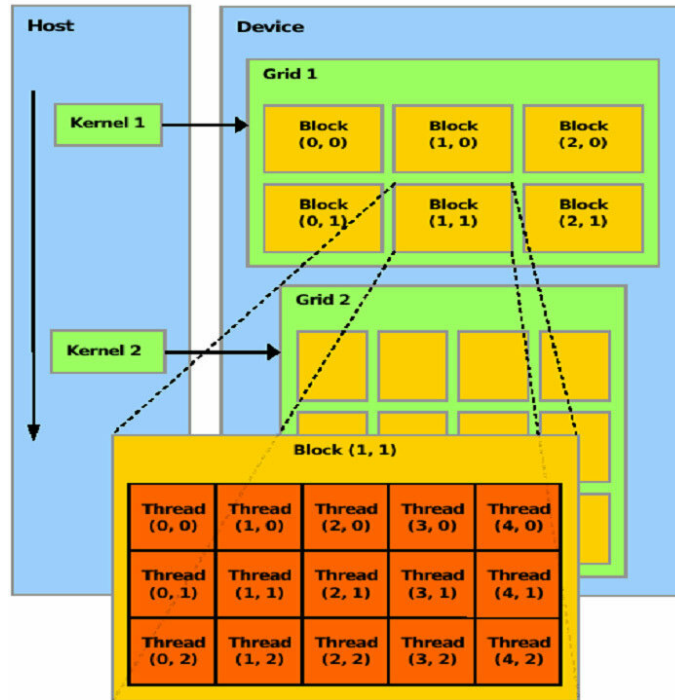 Host
Device
Grid 1
Kernel 1
Block Block Block
(0, 0) (1, 0) (2, 0)
Block Block Block
(0, 1) (1, 1) (2, 1)
Grid 2
Kernel 2
Block (1, 1)
Thread Thread Thread Thread Thread
(0, 0) (1, 0) (2, 0) (3, 0) (4, 0)
Thread Thread Thread Thread Thread
(0, 1) (1, 1) (2, 1) (3, 1) (4, 1)
Thread Thread Thread Thread Thread
(0, 2) (1, 2) (2, 2) (3, 2) (4, 2)